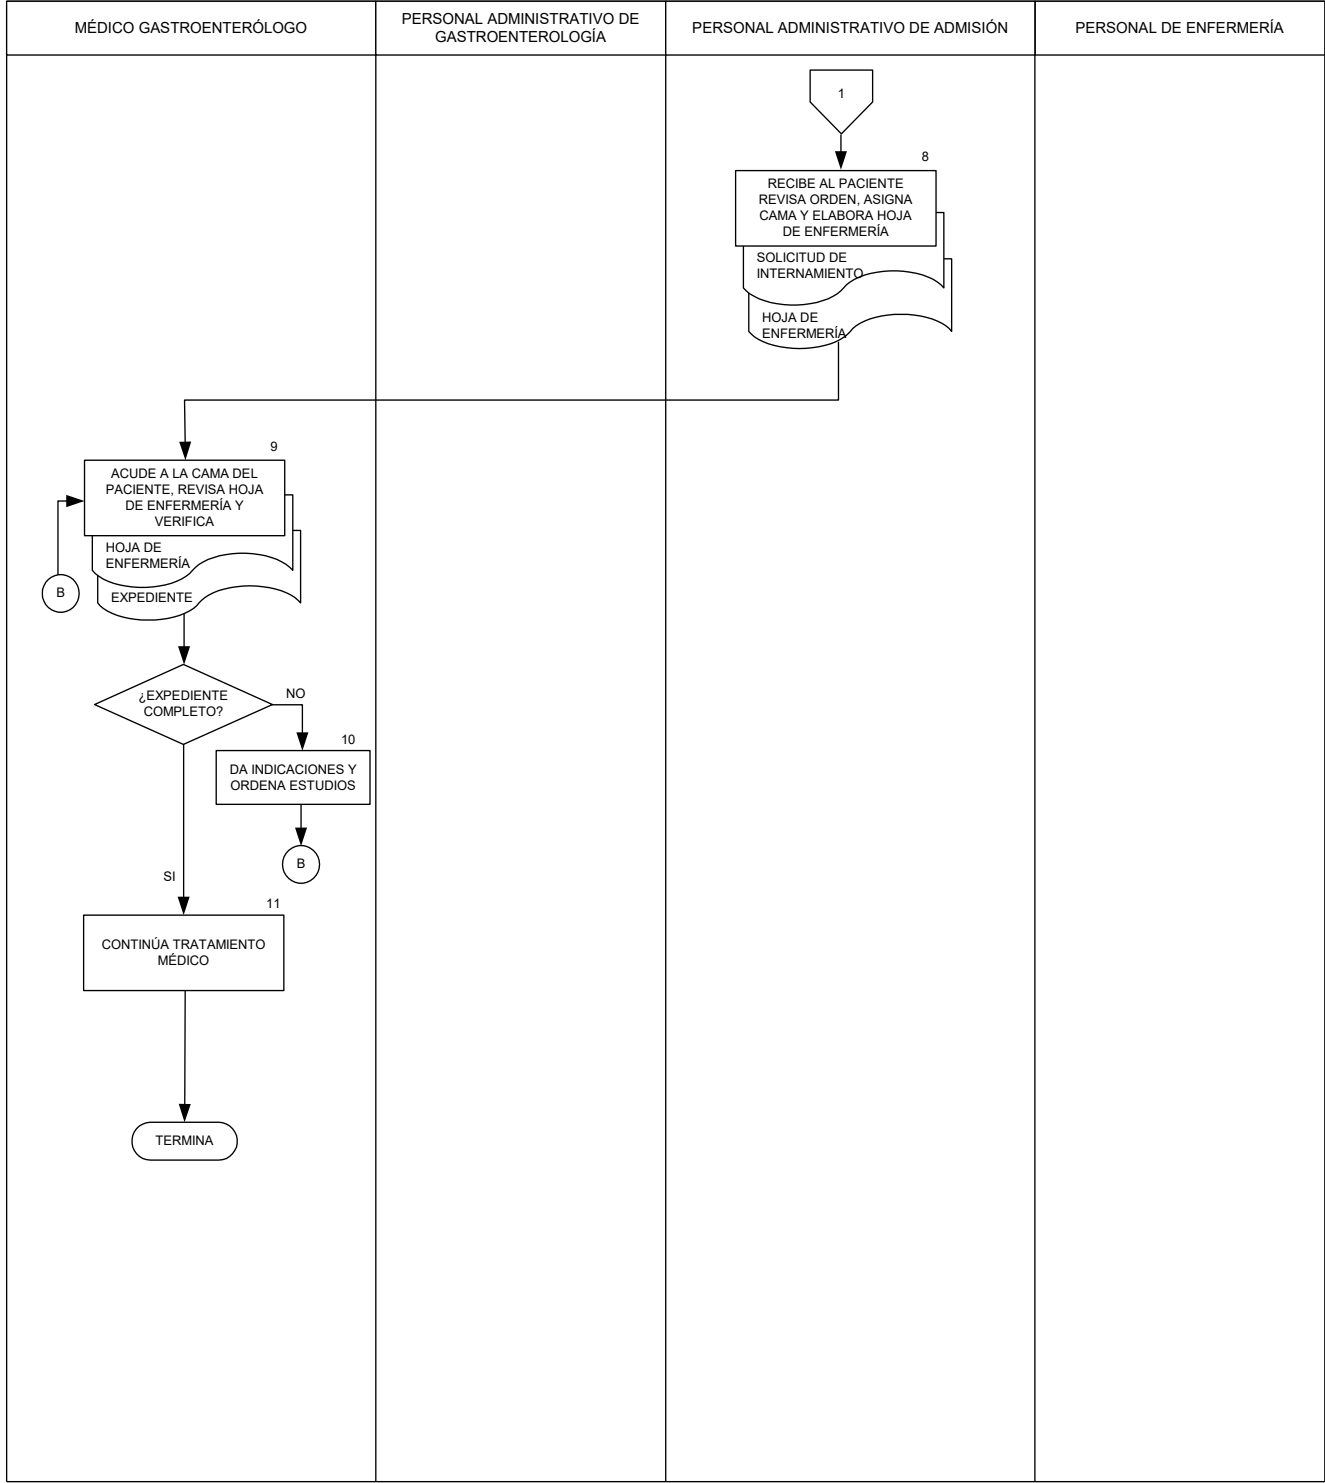 MÉDICO GASTROENTERÓLOGO
PERSONAL ADMINISTRATIVO DE
GASTROENTEROLOGÍA
PERSONAL ADMINISTRATIVO DE ADMISIÓN
PERSONAL DE ENFERMERÍA
1
8
RECIBE AL PACIENTE
REVISA ORDEN, ASIGNA
CAMA Y ELABORA HOJA
DE ENFERMERÍA
SOLICITUD DE
INTERNAMIENTO
HOJA DE
ENFERMERÍA
9
ACUDE A LA CAMA DEL
PACIENTE, REVISA HOJA
DE ENFERMERÍA Y
VERIFICA
HOJA DE
ENFERMERÍA
EXPEDIENTE
B
¿EXPEDIENTE
COMPLETO?
NO
10
DA INDICACIONES Y
ORDENA ESTUDIOS
B
SI
11
CONTINÚA TRATAMIENTO
MÉDICO
TERMINA